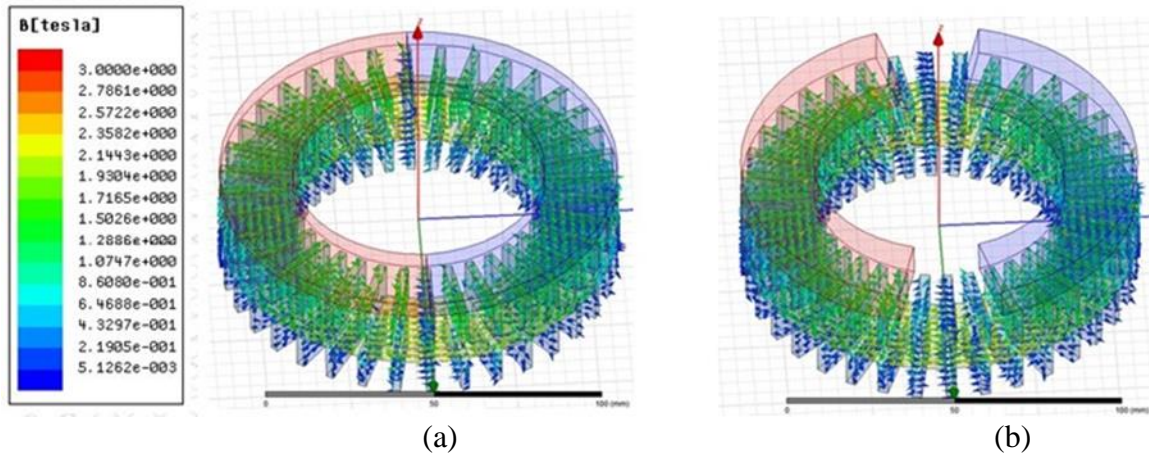 B[tesla]
3.0000e+000
2.7861e+000
2.5722e+000
2.3582e+000
2.1443e+000
1.9304e+000
1.7165e+000
1.5026e+000
1.2886e+000
1.0747e+000
8.6080e-001
6.4688e-001
4.3297e-001
2.1905e-001
5.1262e-003
0 50 100 (mm)
0 50 100 (mm)
(a) (b)